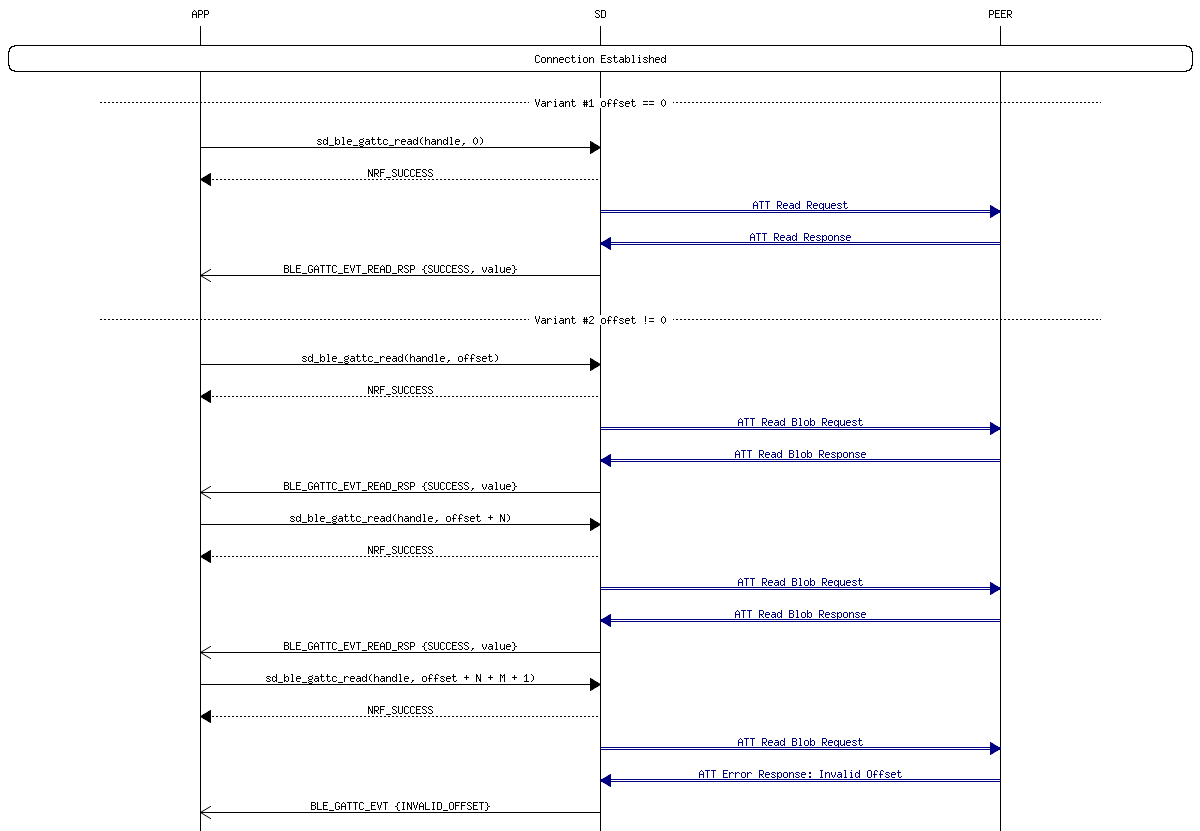 APP SD PEER
Connection Established
Variant #1 offset == 0
sd_ble_gattc_read(handle, 0)
NRF_SUCCESS
ATT Read Request
ATT Read Response
BLE_GATTC_EVT_READ_RSP {SUCCESS, value}
Variant #2 offset != 0
sd_ble_gattc_read(handle, offset)
NRF_SUCCESS
ATT Read Blob Request
ATT Read Blob Response
BLE_GATTC_EVT_READ_RSP {SUCCESS, value}
sd_ble_gattc_read(handle, offset + N)
NRF_SUCCESS
ATT Read Blob Request
ATT Read Blob Response
BLE_GATTC_EVT_READ_RSP {SUCCESS, value}
sd_ble_gattc_read(handle, offset + N + M + 1)
NRF_SUCCESS
ATT Read Blob Request
ATT Error Response: Invalid Offset
BLE_GATTC_EVT {INVALID_OFFSET}